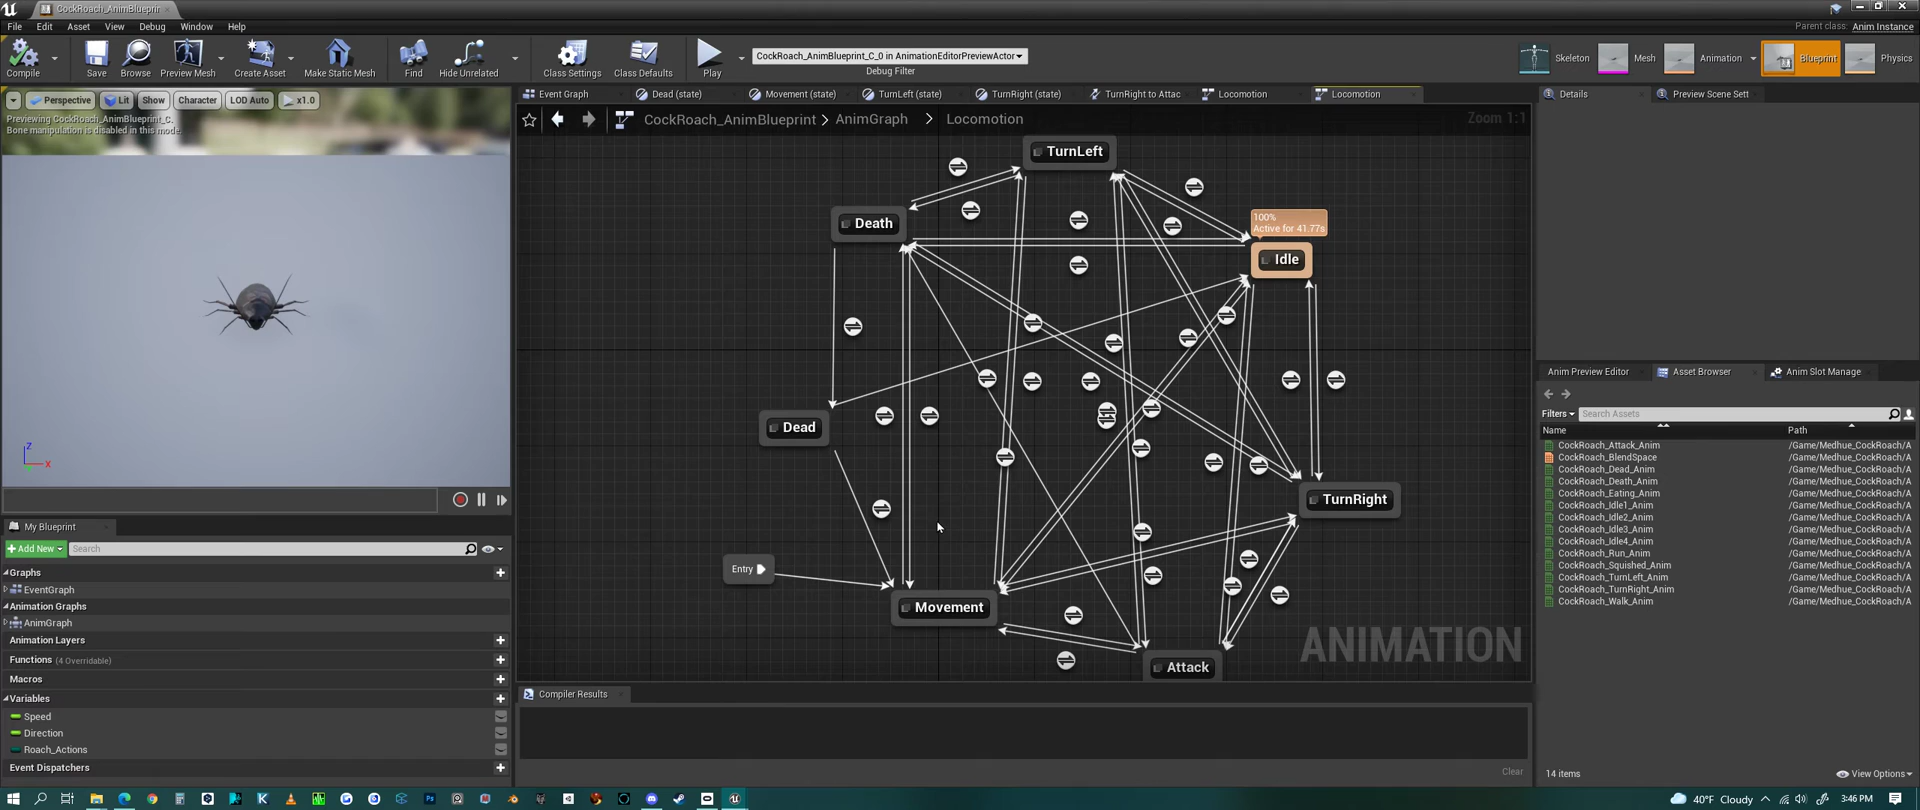 CockRoach_AnimBlueprint
File Edit Asset View Debug Window Help
Parent class: Anim Instance
Compile Save Browse Preview Mesh Create Asset Make Static Mesh Find Hide Unrelated Class Settings Class Defaults Play
CockRoach_AnimBlueprint_C_0 in AnimationEditorPreviewActor
Debug Filter
Skeleton Mesh Animation Blueprint Physics
Perspective Lit Show Character LOD Auto x1.0
Previewing CockRoach_AnimBlueprint_C.
Bone manipulation is disabled in this mode.
Z
X
Event Graph Dead (state) Movement (state) TurnLeft (state) TurnRight (state) TurnRight to Attac Locomotion Locomotion
CockRoach_AnimBlueprint > AnimGraph > Locomotion
Zoom 1:1
TurnLeft
Death
100%
Active for 41.77s
Idle
Dead
TurnRight
Entry
Movement
Attack
ANIMATION
Compiler Results
Clear
My Blueprint
+Add New
Search
Graphs
EventGraph
Animation Graphs
AnimGraph
Animation Layers
Functions (4 Overridable)
Macros
Variables
Speed
Direction
Roach_Actions
Event Dispatchers
Details Preview Scene Sett
Anim Preview Editor Asset Browser Anim Slot Manage
Filters Search Assets
Name Path
CockRoach_Attack_Anim /Game/Medhue_CockRoach/A
CockRoach_BlendSpace /Game/Medhue_CockRoach/A
CockRoach_Dead_Anim /Game/Medhue_CockRoach/A
CockRoach_Death_Anim /Game/Medhue_CockRoach/A
CockRoach_Eating_Anim /Game/Medhue_CockRoach/A
CockRoach_Idle1_Anim /Game/Medhue_CockRoach/A
CockRoach_Idle2_Anim /Game/Medhue_CockRoach/A
CockRoach_Idle3_Anim /Game/Medhue_CockRoach/A
CockRoach_Idle4_Anim /Game/Medhue_CockRoach/A
CockRoach_Run_Anim /Game/Medhue_CockRoach/A
CockRoach_Squished_Anim /Game/Medhue_CockRoach/A
CockRoach_TurnLeft_Anim /Game/Medhue_CockRoach/A
CockRoach_TurnRight_Anim /Game/Medhue_CockRoach/A
CockRoach_Walk_Anim /Game/Medhue_CockRoach/A
14 items
View Options
40°F Cloudy
3:46 PM